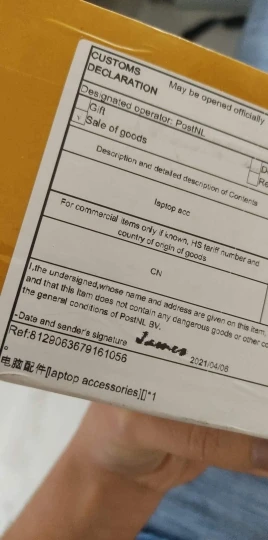 CUSTOMS
DECLARATION
May be opened officially
Designated operator: PostNL
Gift
Sale of goods
Description and detailed description of Contents
laptop acc
For commercial items only if known, HS tariff number and
country of origin of goods
CN
I,the undersigned,whose name and address are given on this item,
and that this item does not contain any dangerous goods or other
the general conditions of PostNL BV.
-Date and sender's signature James 2021/04/08
Ref:8129063679161056
。
电脑配件[laptop accessories][]*1